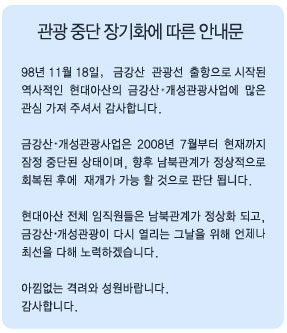 관광 중단 장기화에 따른 안내문
98년 11월 18일, 금강산 관광선 출항으로 시작된
역사적인 현대아산의 금강산·개성관광사업에 많은
관심 가져 주셔서 감사합니다.
금강산·개성관광사업은 2008년 7월부터 현재까지
잠정 중단된 상태이며, 향후 남북관계가 정상적으로
회복된 후에 재개가 가능 할 것으로 판단 됩니다.
현대아산 전체 임직원들은 남북관계가 정상화 되고,
금강산·개성관광이 다시 열리는 그날을 위해 언제나
최선을 다해 노력하겠습니다.
아낌없는 격려와 성원바랍니다.
감사합니다.